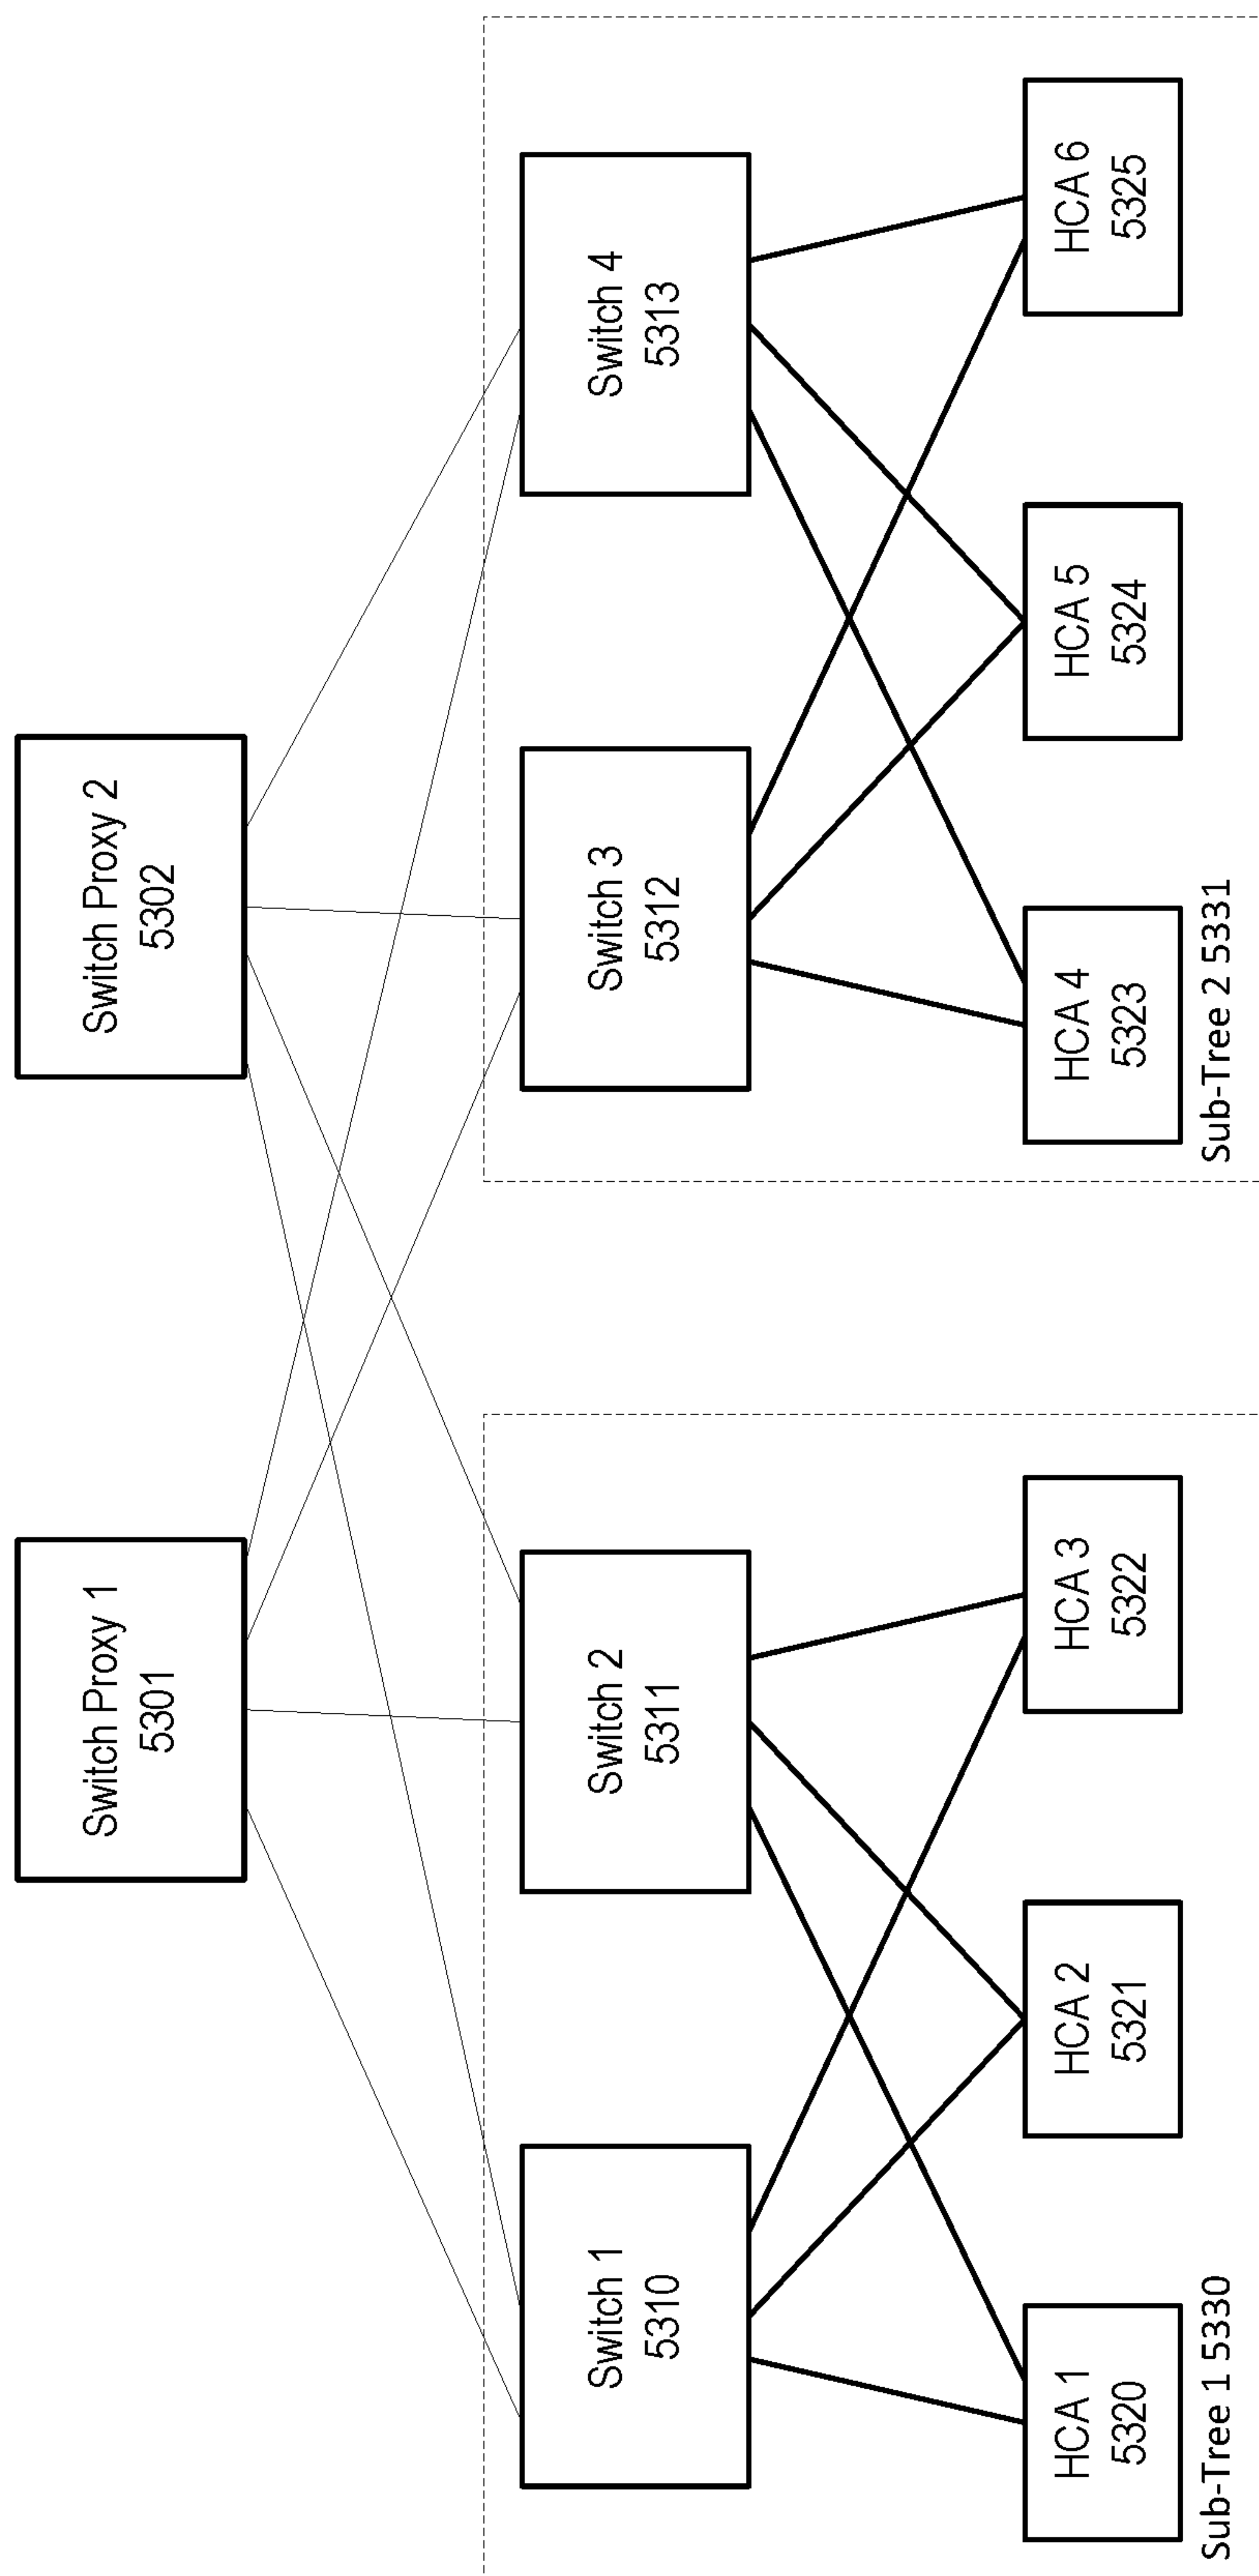 Switch Proxy 1
5301
Switch Proxy 2
5302
Switch 1
5310
Switch 2
5311
Switch 3
5312
Switch 4
5313
HCA 1
5320
HCA 2
5321
HCA 3
5322
HCA 4
5323
HCA 5
5324
HCA 6
5325
Sub-Tree 1 5330
Sub-Tree 2 5331